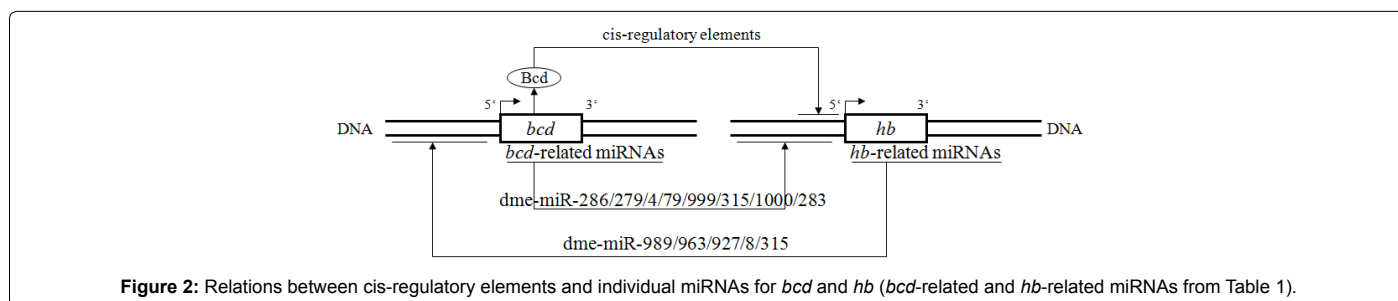 cis-regulatory elements
Bcd
5‘ 3‘ 5‘ 3‘
DNA bcd hb DNA
bcd-related miRNAs hb-related miRNAs
dme-miR-286/279/4/79/999/315/1000/283
dme-miR-989/963/927/8/315
Figure 2: Relations between cis-regulatory elements and individual miRNAs for bcd and hb (bcd-related and hb-related miRNAs from Table 1).